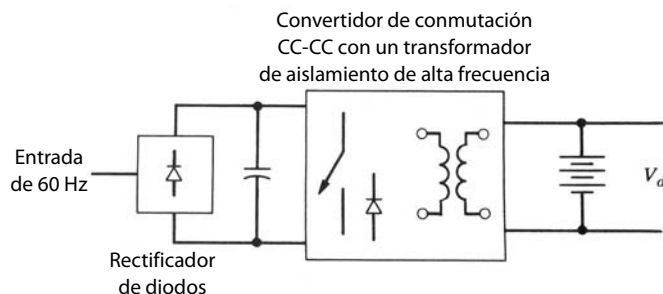 Convertidor de conmutación
CC-CC con un transformador
de aislamiento de alta frecuencia
Entrada
de 60 Hz
V_d
Rectificador
de diodos